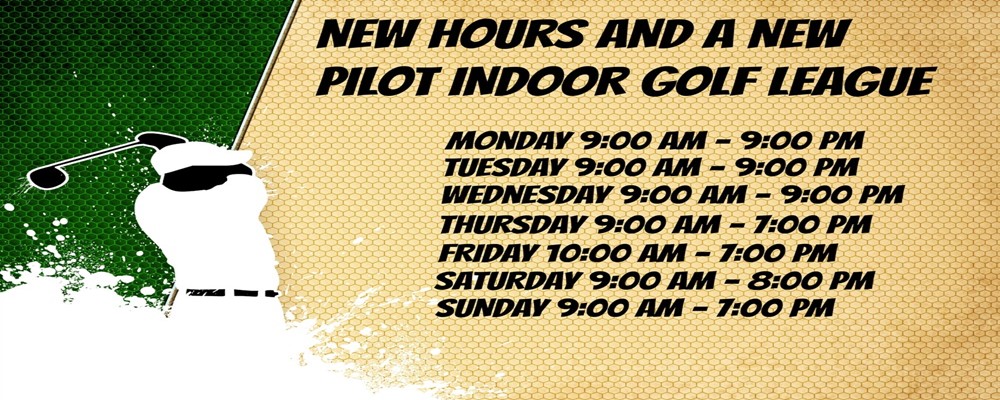 NEW HOURS AND A NEW
PILOT INDOOR GOLF LEAGUE
MONDAY 9:00 AM - 9:00 PM
TUESDAY 9:00 AM - 9:00 PM
WEDNESDAY 9:00 AM - 9:00 PM
THURSDAY 9:00 AM - 7:00 PM
FRIDAY 10:00 AM - 7:00 PM
SATURDAY 9:00 AM - 8:00 PM
SUNDAY 9:00 AM - 7:00 PM